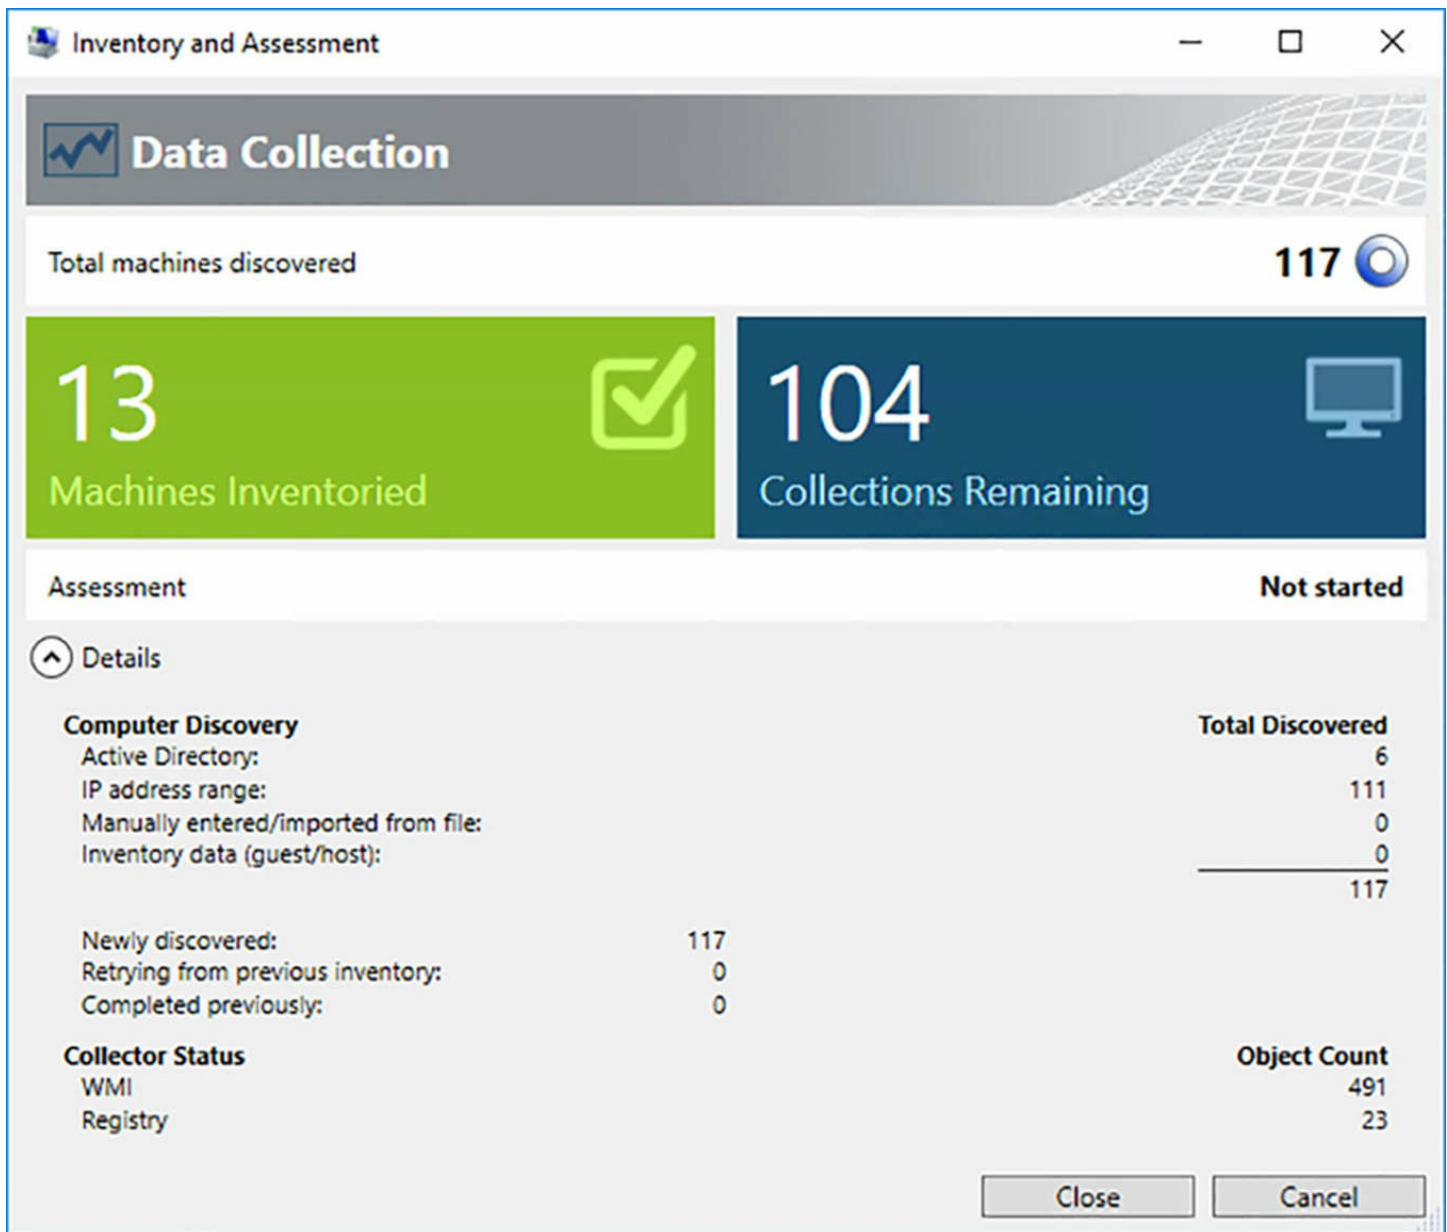 Inventory and Assessment
Data Collection
Total machines discovered 117
13 104
Machines Inventoried Collections Remaining
Assessment Not started
Details
Computer Discovery Total Discovered
Active Directory: 6
IP address range: 111
Manually entered/imported from file: 0
Inventory data (guest/host): 0
117
Newly discovered: 117
Retrying from previous inventory: 0
Completed previously: 0
Collector Status Object Count
WMI 491
Registry 23
Close Cancel